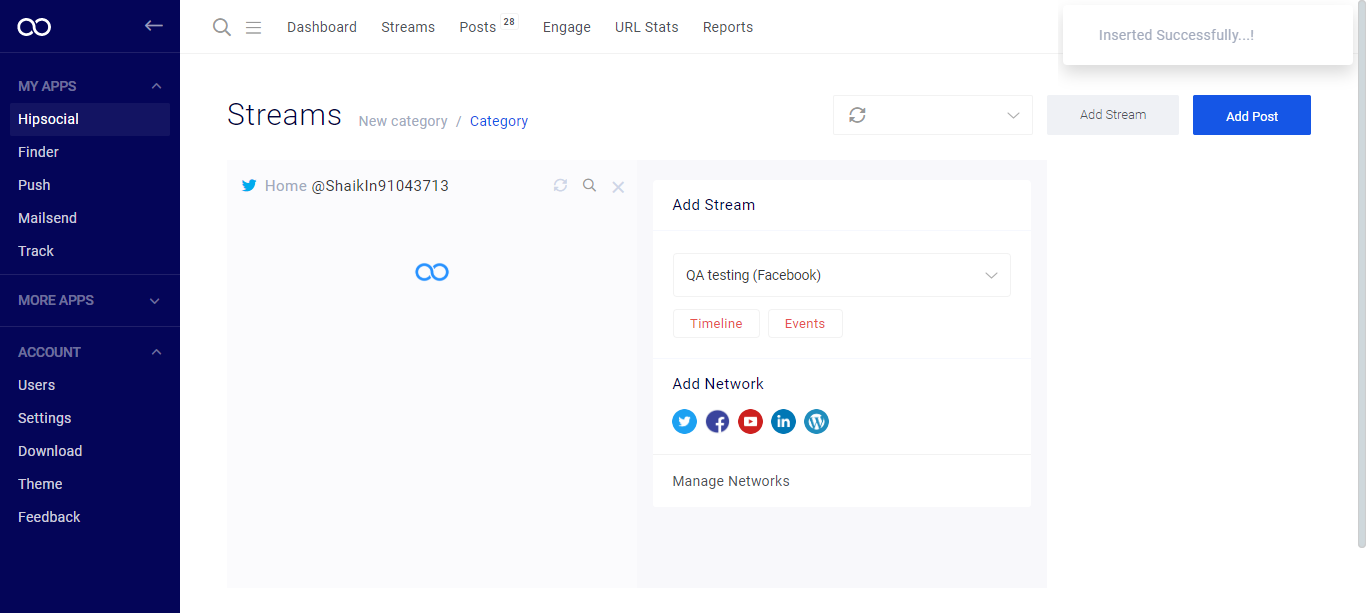 Dashboard Streams Posts 28 Engage URL Stats Reports
Inserted Successfully...!
MY APPS
Hipsocial
Finder
Push
Mailsend
Track
MORE APPS
ACCOUNT
Users
Settings
Download
Theme
Feedback
Streams New category / Category
Add Stream
Add Post
Home @ShaikIn91043713
Add Stream
QA testing (Facebook)
Timeline Events
Add Network
Manage Networks